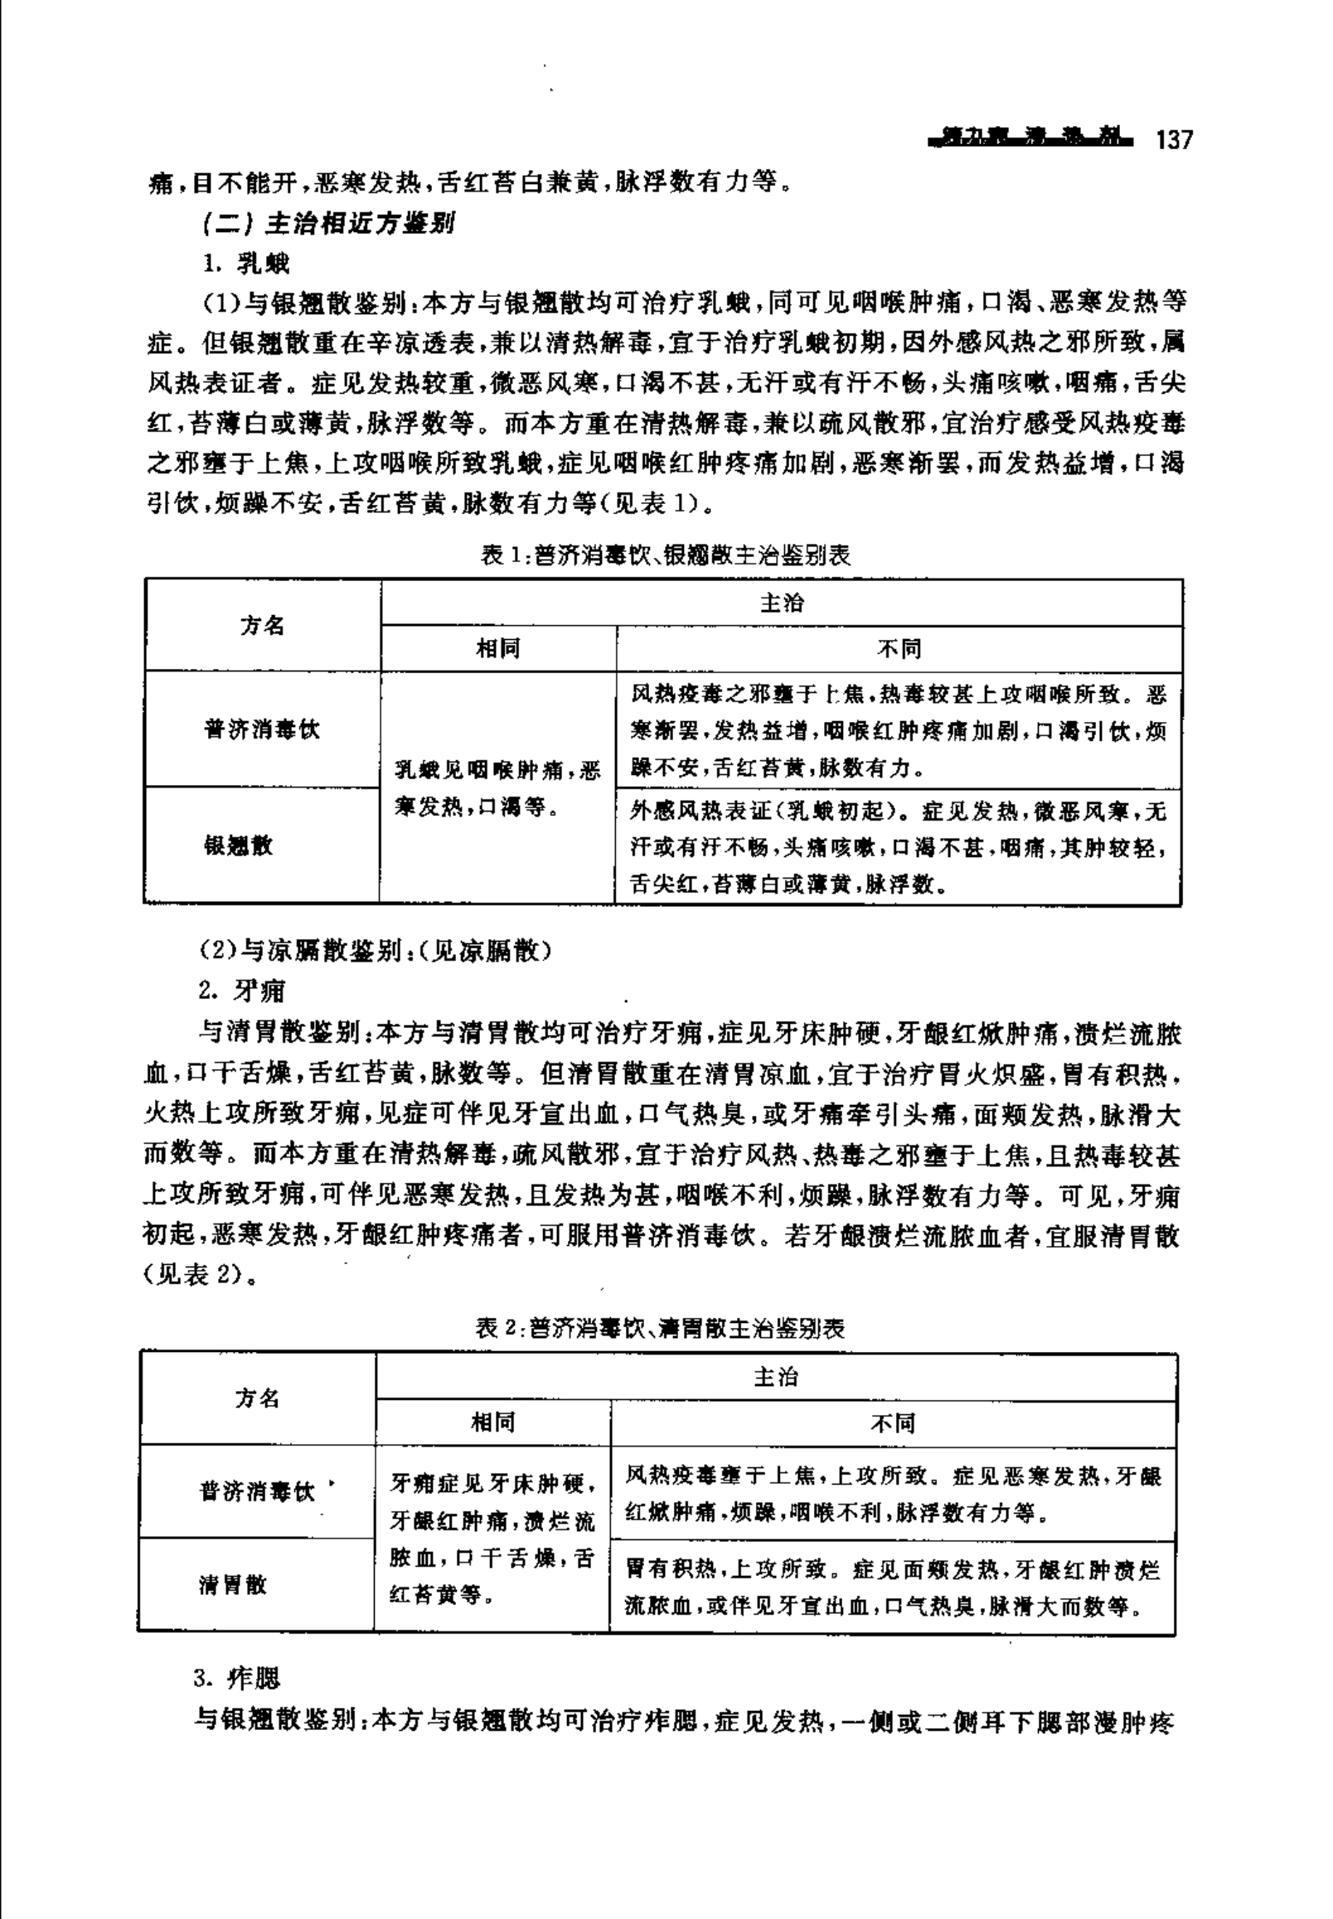 第九章 清热剂 137
痛,目不能开,恶寒发热,舌红苔白兼黄,脉浮数有力等。
(二)主治相近方鉴别
1. 乳蛾
(1)与银翘散鉴别:本方与银翘散均可治疗乳蛾,同可见咽喉肿痛,口渴、恶寒发热等
症。但银翘散重在辛凉透表,兼以清热解毒,宜于治疗乳蛾初期,因外感风热之邪所致,属
风热表证者。症见发热较重,微恶风寒,口渴不甚,无汗或有汗不畅,头痛咳嗽,咽痛,舌尖
红,苔薄白或薄黄,脉浮数等。而本方重在清热解毒,兼以疏风散邪,宜治疗感受风热疫毒
之邪壅于上焦,上攻咽喉所致乳蛾,症见咽喉红肿疼痛加剧,恶寒渐罢,而发热益增,口渴
引饮,烦躁不安,舌红苔黄,脉数有力等(见表1)。
表1:普济消毒饮、银翘散主治鉴别表
方名
主治
相同
不同
普济消毒饮
乳蛾见咽喉肿痛,恶
寒发热,口渴等。
风热疫毒之邪壅于上焦,热毒较甚上攻咽喉所致。恶
寒渐罢,发热益增,咽喉红肿疼痛加剧,口渴引饮,烦
躁不安,舌红苔黄,脉数有力。
银翘散
外感风热表证(乳蛾初起)。症见发热,微恶风寒,无
汗或有汗不畅,头痛咳嗽,口渴不甚,咽痛,其肿较轻,
舌尖红,苔薄白或薄黄,脉浮数。
(2)与凉膈散鉴别:(见凉膈散)
2. 牙痈
与清胃散鉴别:本方与清胃散均可治疗牙痈,症见牙床肿硬,牙龈红焮肿痛,溃烂流脓
血,口干舌燥,舌红苔黄,脉数等。但清胃散重在清胃凉血,宜于治疗胃火炽盛,胃有积热,
火热上攻所致牙痈,见症可伴见牙宣出血,口气热臭,或牙痛牵引头痛,面颊发热,脉滑大
而数等。而本方重在清热解毒,疏风散邪,宜于治疗风热、热毒之邪壅于上焦,且热毒较甚
上攻所致牙痈,可伴见恶寒发热,且发热为甚,咽喉不利,烦躁,脉浮数有力等。可见,牙痈
初起,恶寒发热,牙龈红肿疼痛者,可服用普济消毒饮。若牙龈溃烂流脓血者,宜服清胃散
(见表2)。
表2:普济消毒饮、清胃散主治鉴别表
方名
主治
相同
不同
普济消毒饮
牙痈症见牙床肿硬,
牙龈红肿痛,溃烂流
脓血,口干舌燥,舌
红苔黄等。
风热疫毒壅于上焦,上攻所致。症见恶寒发热,牙龈
红焮肿痛,烦躁,咽喉不利,脉浮数有力等。
清胃散
胃有积热,上攻所致。症见面颊发热,牙龈红肿溃烂
流脓血,或伴见牙宣出血,口气热臭,脉滑大而数等。
3. 痄腮
与银翘散鉴别:本方与银翘散均可治疗痄腮,症见发热,一侧或二侧耳下腮部漫肿疼